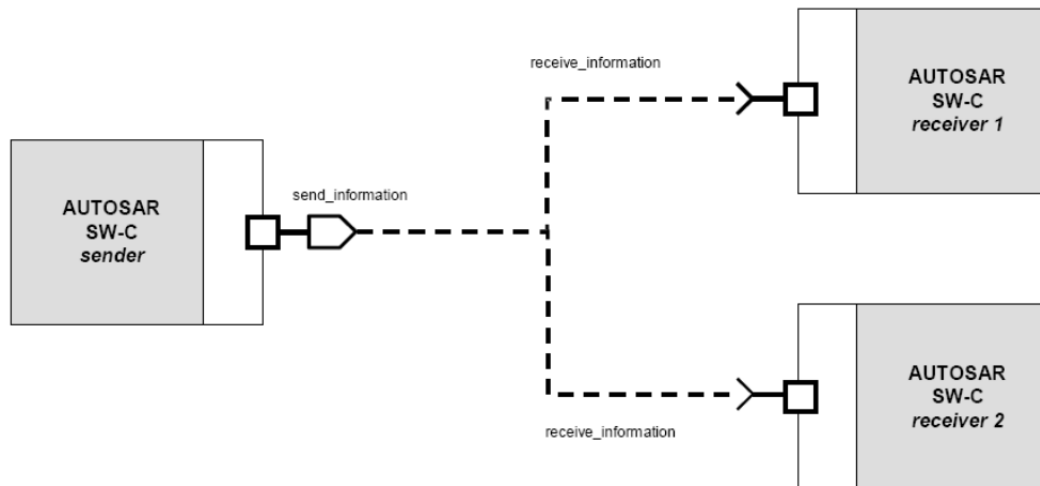 receive_information
AUTOSAR
SW-C
receiver 1
send_information
AUTOSAR
SW-C
sender
AUTOSAR
SW-C
receiver 2
receive_information